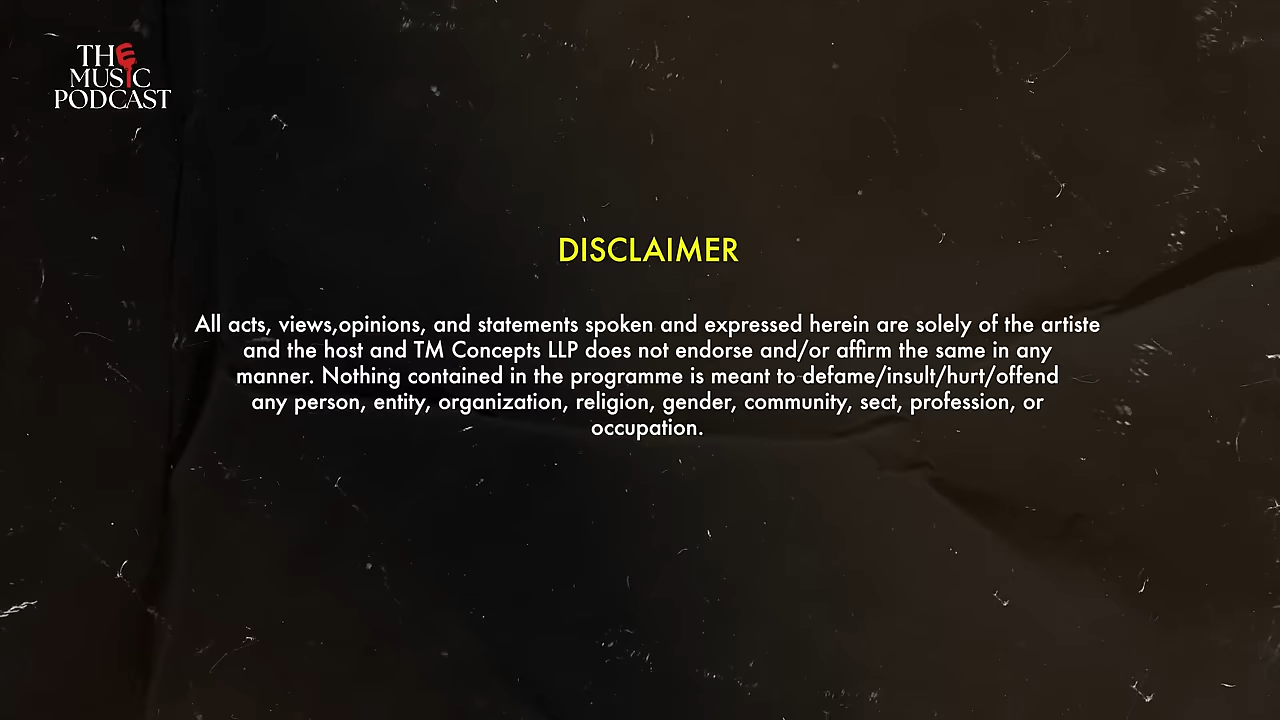 THE
MUSIC
PODCAST
DISCLAIMER
All acts, views,opinions, and statements spoken and expressed herein are solely of the artiste
and the host and TM Concepts LLP does not endorse and/or affirm the same in any
manner. Nothing contained in the programme is meant to defame/insult/hurt/offend
any person, entity, organization, religion, gender, community, sect, profession, or
occupation.